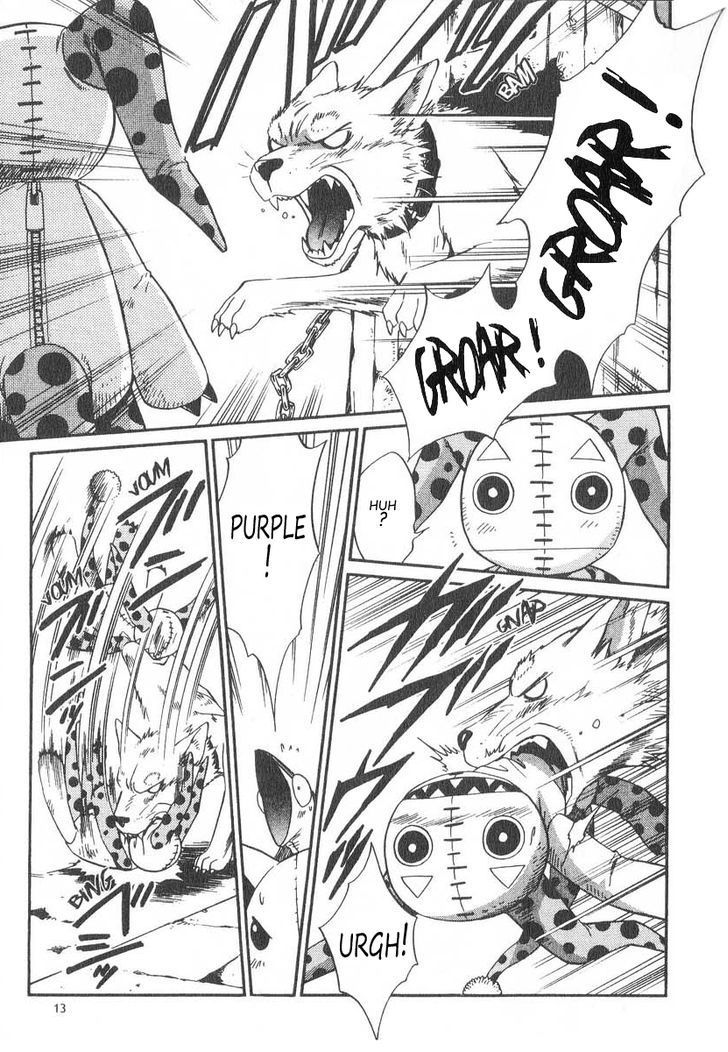 BAM
GROAR!
GROAR!
HUH
?
GNAP
URGH!
PURPLE
!
VOUM
VOUM
BING
13